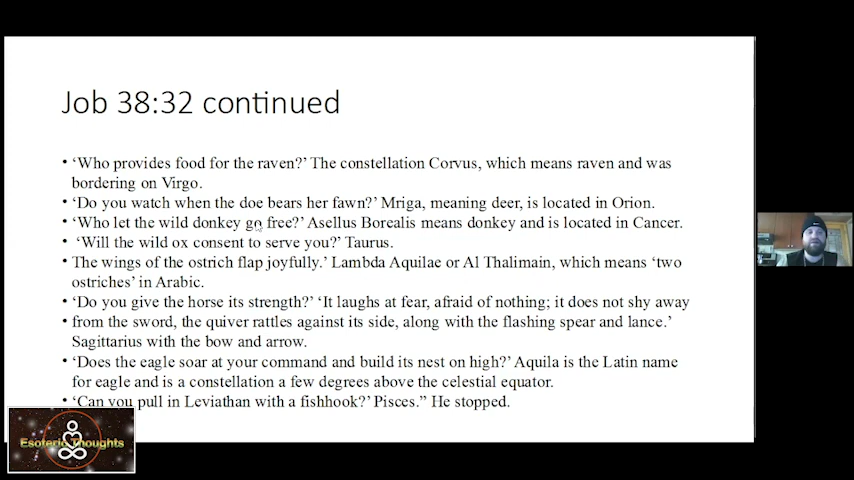 Job 38:32 continued
• ‘Who provides food for the raven?’ The constellation Corvus, which means raven and was
bordering on Virgo.
• ‘Do you watch when the doe bears her fawn?’ Mriga, meaning deer, is located in Orion.
• ‘Who let the wild donkey go free?’ Asellus Borealis means donkey and is located in Cancer.
• ‘Will the wild ox consent to serve you?’ Taurus.
• The wings of the ostrich flap joyfully.’ Lambda Aquilae or Al Thalimain, which means ‘two
ostriches’ in Arabic.
• ‘Do you give the horse its strength?’ ‘It laughs at fear, afraid of nothing; it does not shy away
• from the sword, the quiver rattles against its side, along with the flashing spear and lance.’
Sagittarius with the bow and arrow.
• ‘Does the eagle soar at your command and build its nest on high?’ Aquila is the Latin name
for eagle and is a constellation a few degrees above the celestial equator.
• ‘Can you pull in Leviathan with a fishhook?’ Pisces.” He stopped.
Esoteric Thoughts